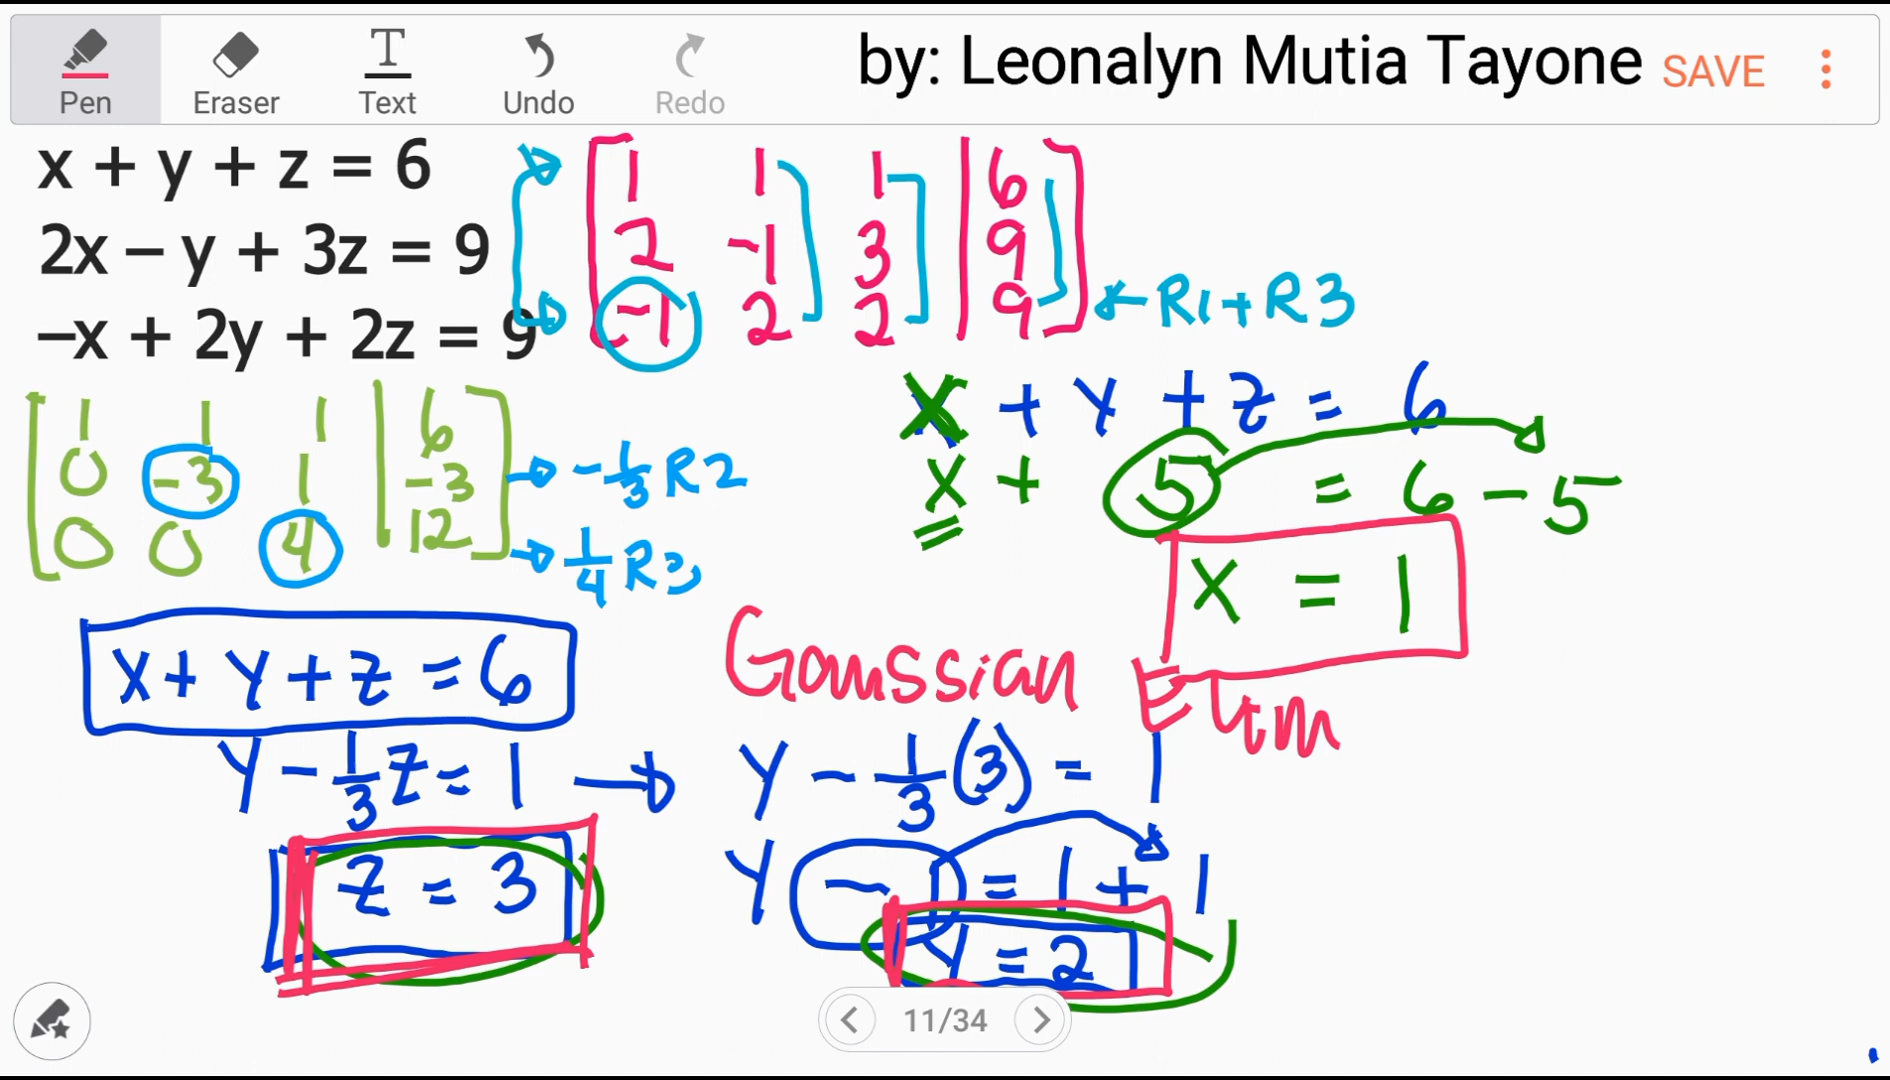 Pen Eraser Text Undo Redo by: Leonalyn Mutia Tayone SAVE
x + y + z = 6
2x – y + 3z = 9
–x + 2y + 2z = 9
1 1 1 | 6
2 -1 3 | 9
-1 2 2 | 9 ← R1 + R3
1 1 1 | 6
0 -3 1 | -3 → -1/3 R2
0 0 4 | 12 → 1/4 R3
x + y + z = 6
x + 5 = 6 - 5
x = 1
Gaussian Elim
x + y + z = 6
y - 1/3 z = 1 → y - 1/3 (3) = 1
z = 3
y - 1 = 1 + 1
y = 2
11/34